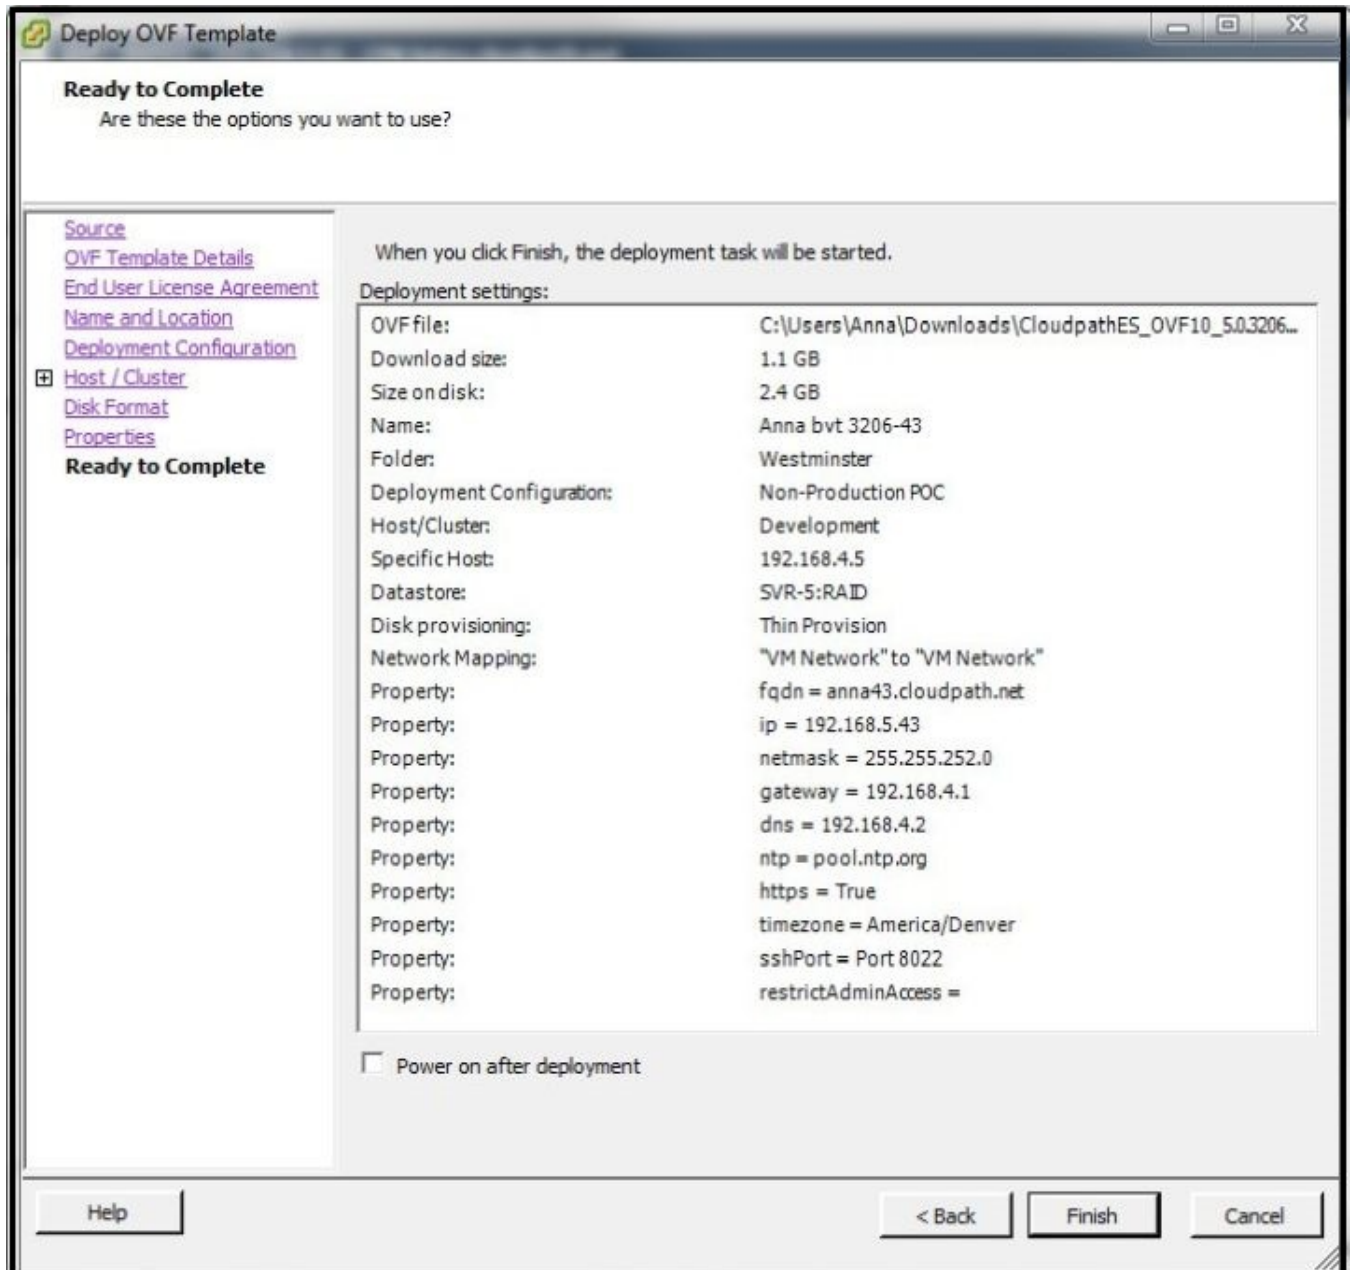 Deploy OVF Template
Ready to Complete
Are these the options you want to use?
Source
OVF Template Details
End User License Agreement
Name and Location
Deployment Configuration
Host / Cluster
Disk Format
Properties
Ready to Complete
When you click Finish, the deployment task will be started.
Deployment settings:
OVF file: C:\Users\Anna\Downloads\CloudpathES_OVF10_5.0.3206...
Download size: 1.1 GB
Size on disk: 2.4 GB
Name: Anna bvt 3206-43
Folder: Westminster
Deployment Configuration: Non-Production POC
Host/Cluster: Development
Specific Host: 192.168.4.5
Datastore: SVR-5:RAID
Disk provisioning: Thin Provision
Network Mapping: "VM Network" to "VM Network"
Property: fqdn = anna43.cloudpath.net
Property: ip = 192.168.5.43
Property: netmask = 255.255.252.0
Property: gateway = 192.168.4.1
Property: dns = 192.168.4.2
Property: ntp = pool.ntp.org
Property: https = True
Property: timezone = America/Denver
Property: sshPort = Port 8022
Property: restrictAdminAccess =
Power on after deployment
Help < Back Finish Cancel